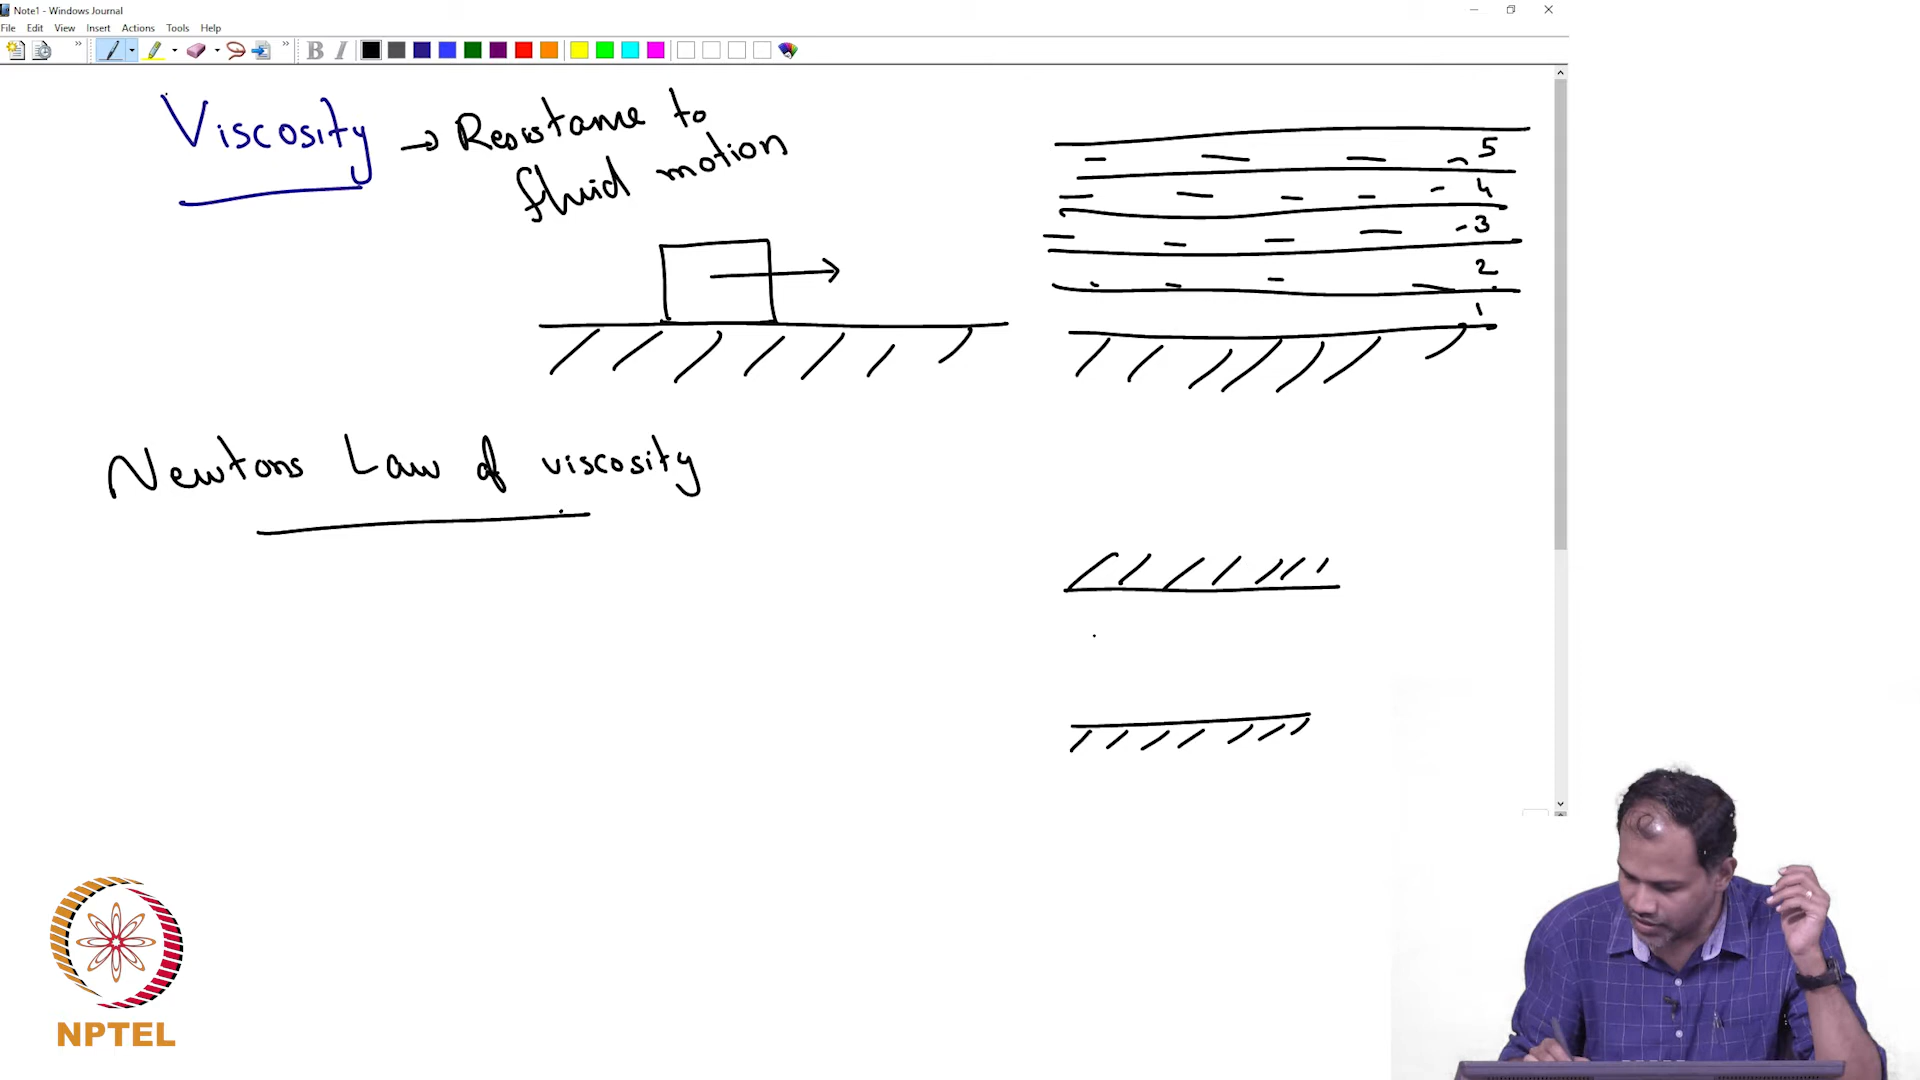 Note1 - Windows Journal
File Edit View Insert Actions Tools Help
B I
Viscosity → Resistance to
fluid motion
5
4
3
2
1
Newtons Law of viscosity
NPTEL